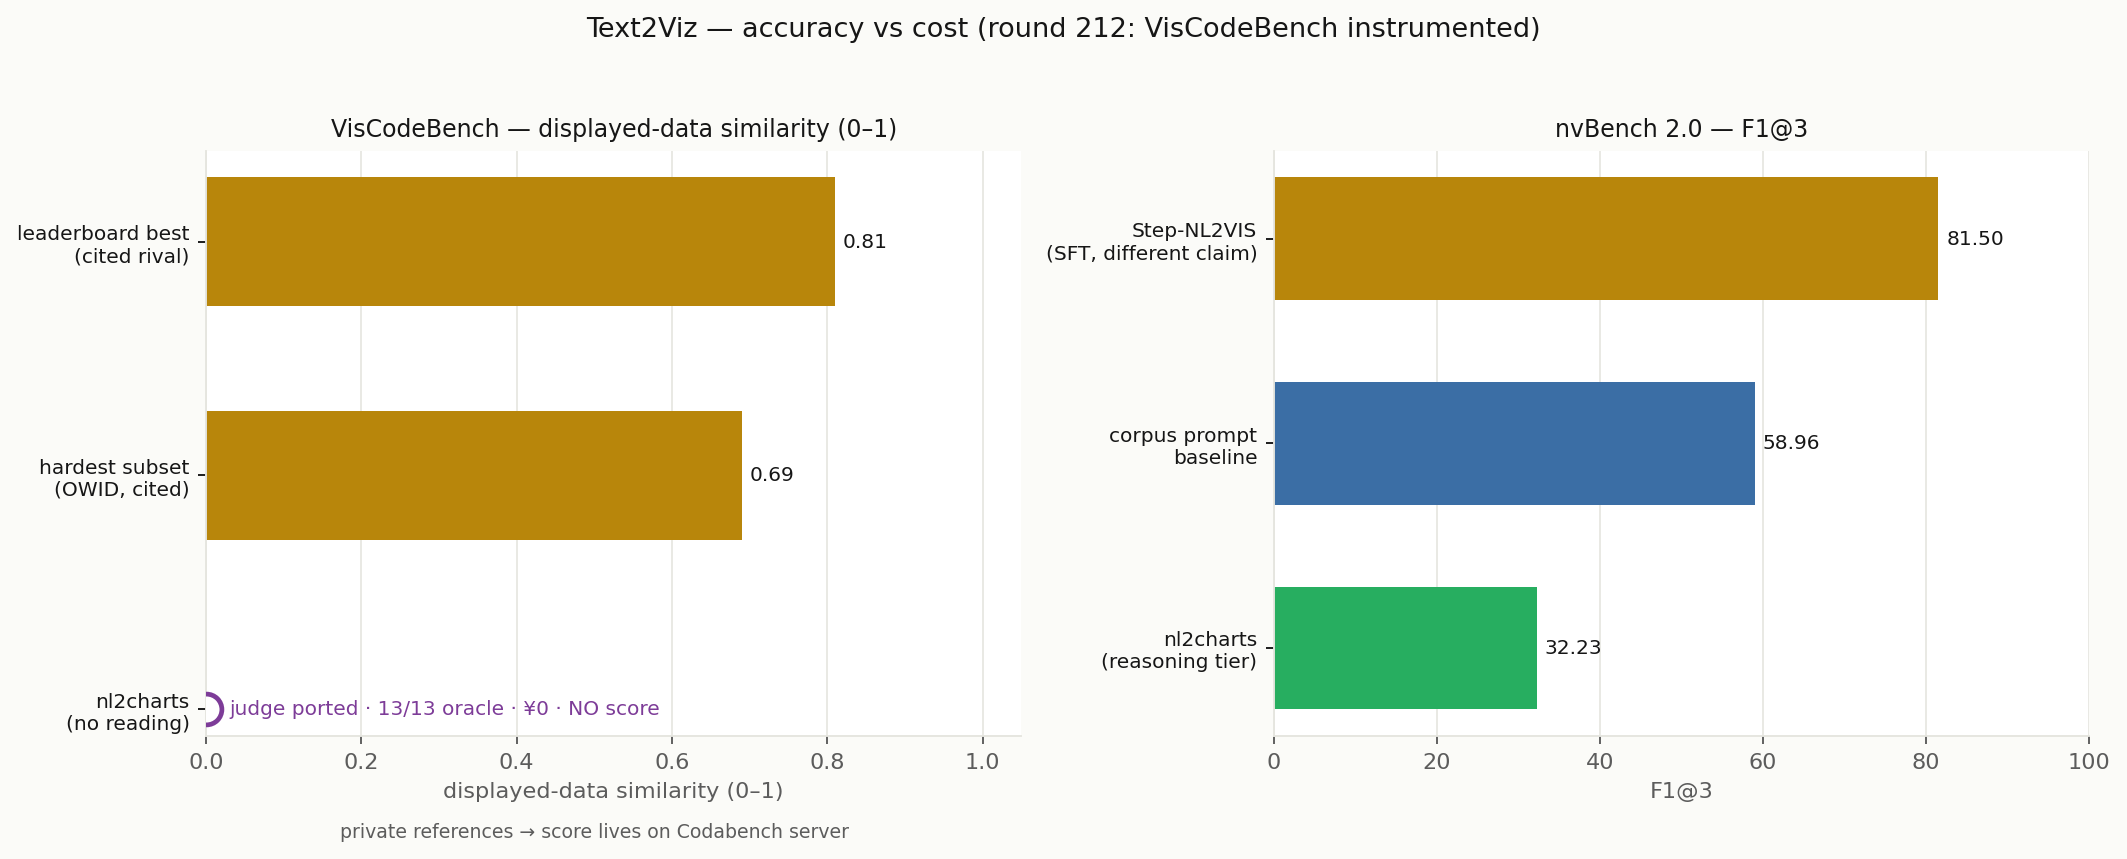 Text2Viz — accuracy vs cost (round 212: VisCodeBench instrumented)
VisCodeBench — displayed-data similarity (0–1)
leaderboard best
(cited rival)
0.81
hardest subset
(OWID, cited)
0.69
nl2charts
(no reading)
judge ported · 13/13 oracle · ¥0 · NO score
0.0 0.2 0.4 0.6 0.8 1.0
displayed-data similarity (0–1)
private references → score lives on Codabench server
nvBench 2.0 — F1@3
Step-NL2VIS
(SFT, different claim)
81.50
corpus prompt
baseline
58.96
nl2charts
(reasoning tier)
32.23
0 20 40 60 80 100
F1@3